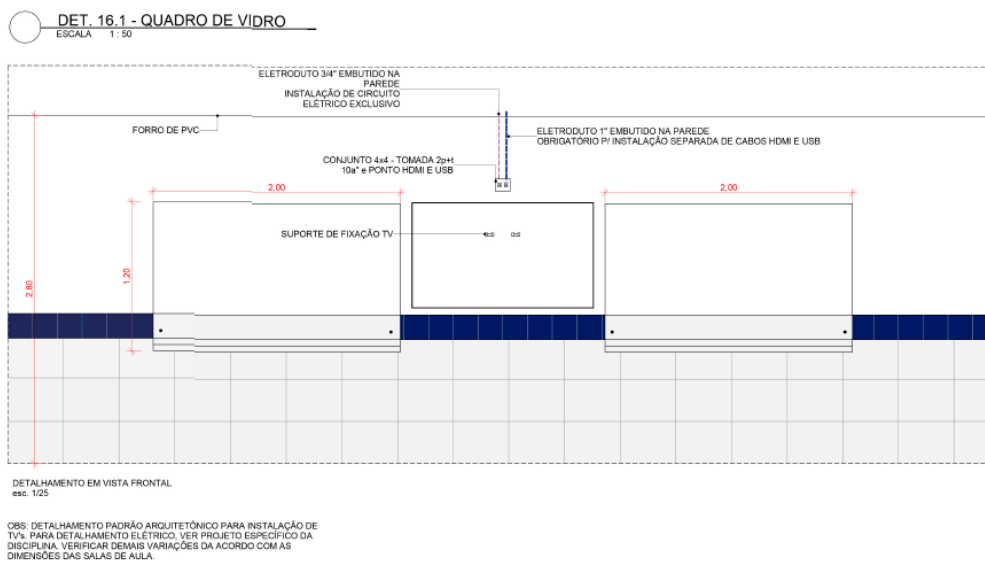 DET. 16.1 - QUADRO DE VIDRO
ESCALA 1 : 50
ELETRODUTO 3/4" EMBUTIDO NA
PAREDE
INSTALAÇÃO DE CIRCUITO
ELÉTRICO EXCLUSIVO
FORRO DE PVC
ELETRODUTO 1" EMBUTIDO NA PAREDE
OBRIGATÓRIO P/ INSTALAÇÃO SEPARADA DE CABOS HDMI E USB
CONJUNTO 4x4 - TOMADA 2p+t
10a" e PONTO HDMI E USB
2,00
2,00
SUPORTE DE FIXAÇÃO TV
1,20
2,80
DETALHAMENTO EM VISTA FRONTAL
esc. 1/25
OBS: DETALHAMENTO PADRÃO ARQUITETÔNICO PARA INSTALAÇÃO DE
TV's. PARA DETALHAMENTO ELÉTRICO, VER PROJETO ESPECÍFICO DA
DISCIPLINA. VERIFICAR DEMAIS VARIAÇÕES DA ACORDO COM AS
DIMENSÕES DAS SALAS DE AULA.